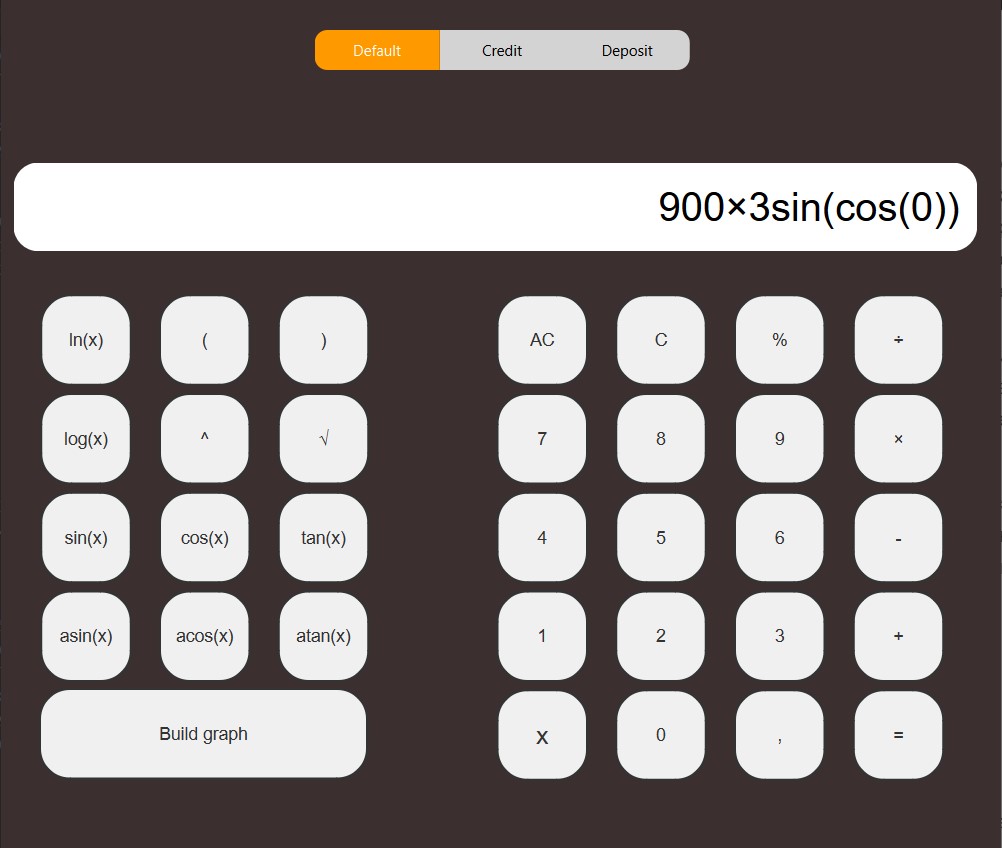 Default Credit Deposit
900×3sin(cos(0))
ln(x) ( ) AC C % ÷
log(x) ^ √ 7 8 9 ×
sin(x) cos(x) tan(x) 4 5 6 -
asin(x) acos(x) atan(x) 1 2 3 +
Build graph x 0 , =